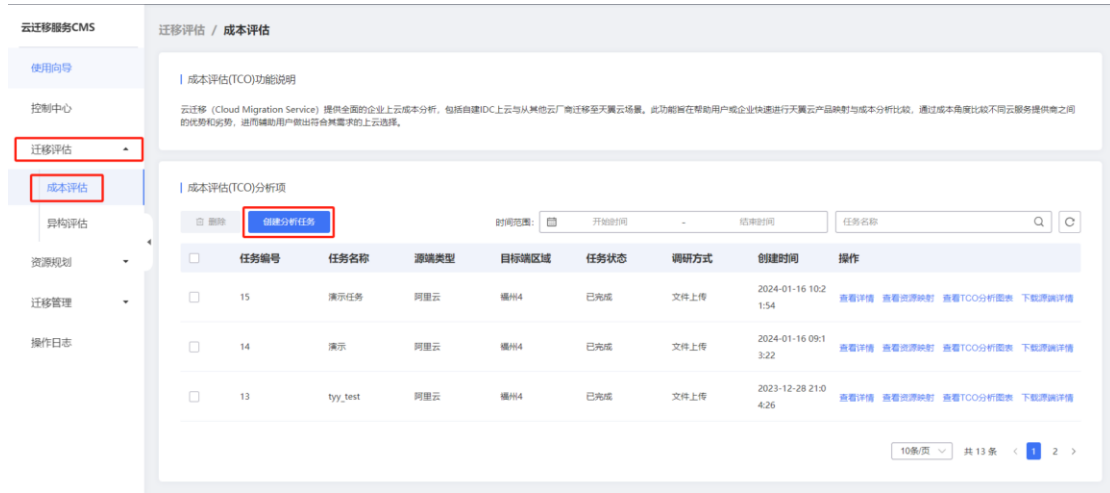 云迁移服务CMS
使用向导
控制中心
迁移评估
成本评估
异构评估
资源规划
迁移管理
操作日志
迁移评估 / 成本评估
成本评估(TCO)功能说明
云迁移（Cloud Migration Service）提供全面的企业上云成本分析，包括自建IDC上云与从其他云厂商迁移至天翼云场景。此功能旨在帮助用户或企业快速进行天翼云产品映射与成本分析比较，通过成本角度比较不同云服务提供商之间
的优势和劣势，进而辅助用户做出符合其需求的上云选择。
成本评估(TCO)分析项
删除 创建分析任务 时间范围: 开始时间 - 结束时间 任务名称
任务编号 任务名称 源端类型 目标端区域 任务状态 调研方式 创建时间 操作
15 演示任务 阿里云 福州4 已完成 文件上传 2024-01-16 10:2
1:54 查看详情 查看资源映射 查看TCO分析图表 下载源端详情
14 演示 阿里云 福州4 已完成 文件上传 2024-01-16 09:1
3:22 查看详情 查看资源映射 查看TCO分析图表 下载源端详情
13 tyy_test 阿里云 福州4 已完成 文件上传 2023-12-28 21:0
4:26 查看详情 查看资源映射 查看TCO分析图表 下载源端详情
10条/页 共 13 条 < 1 2 >